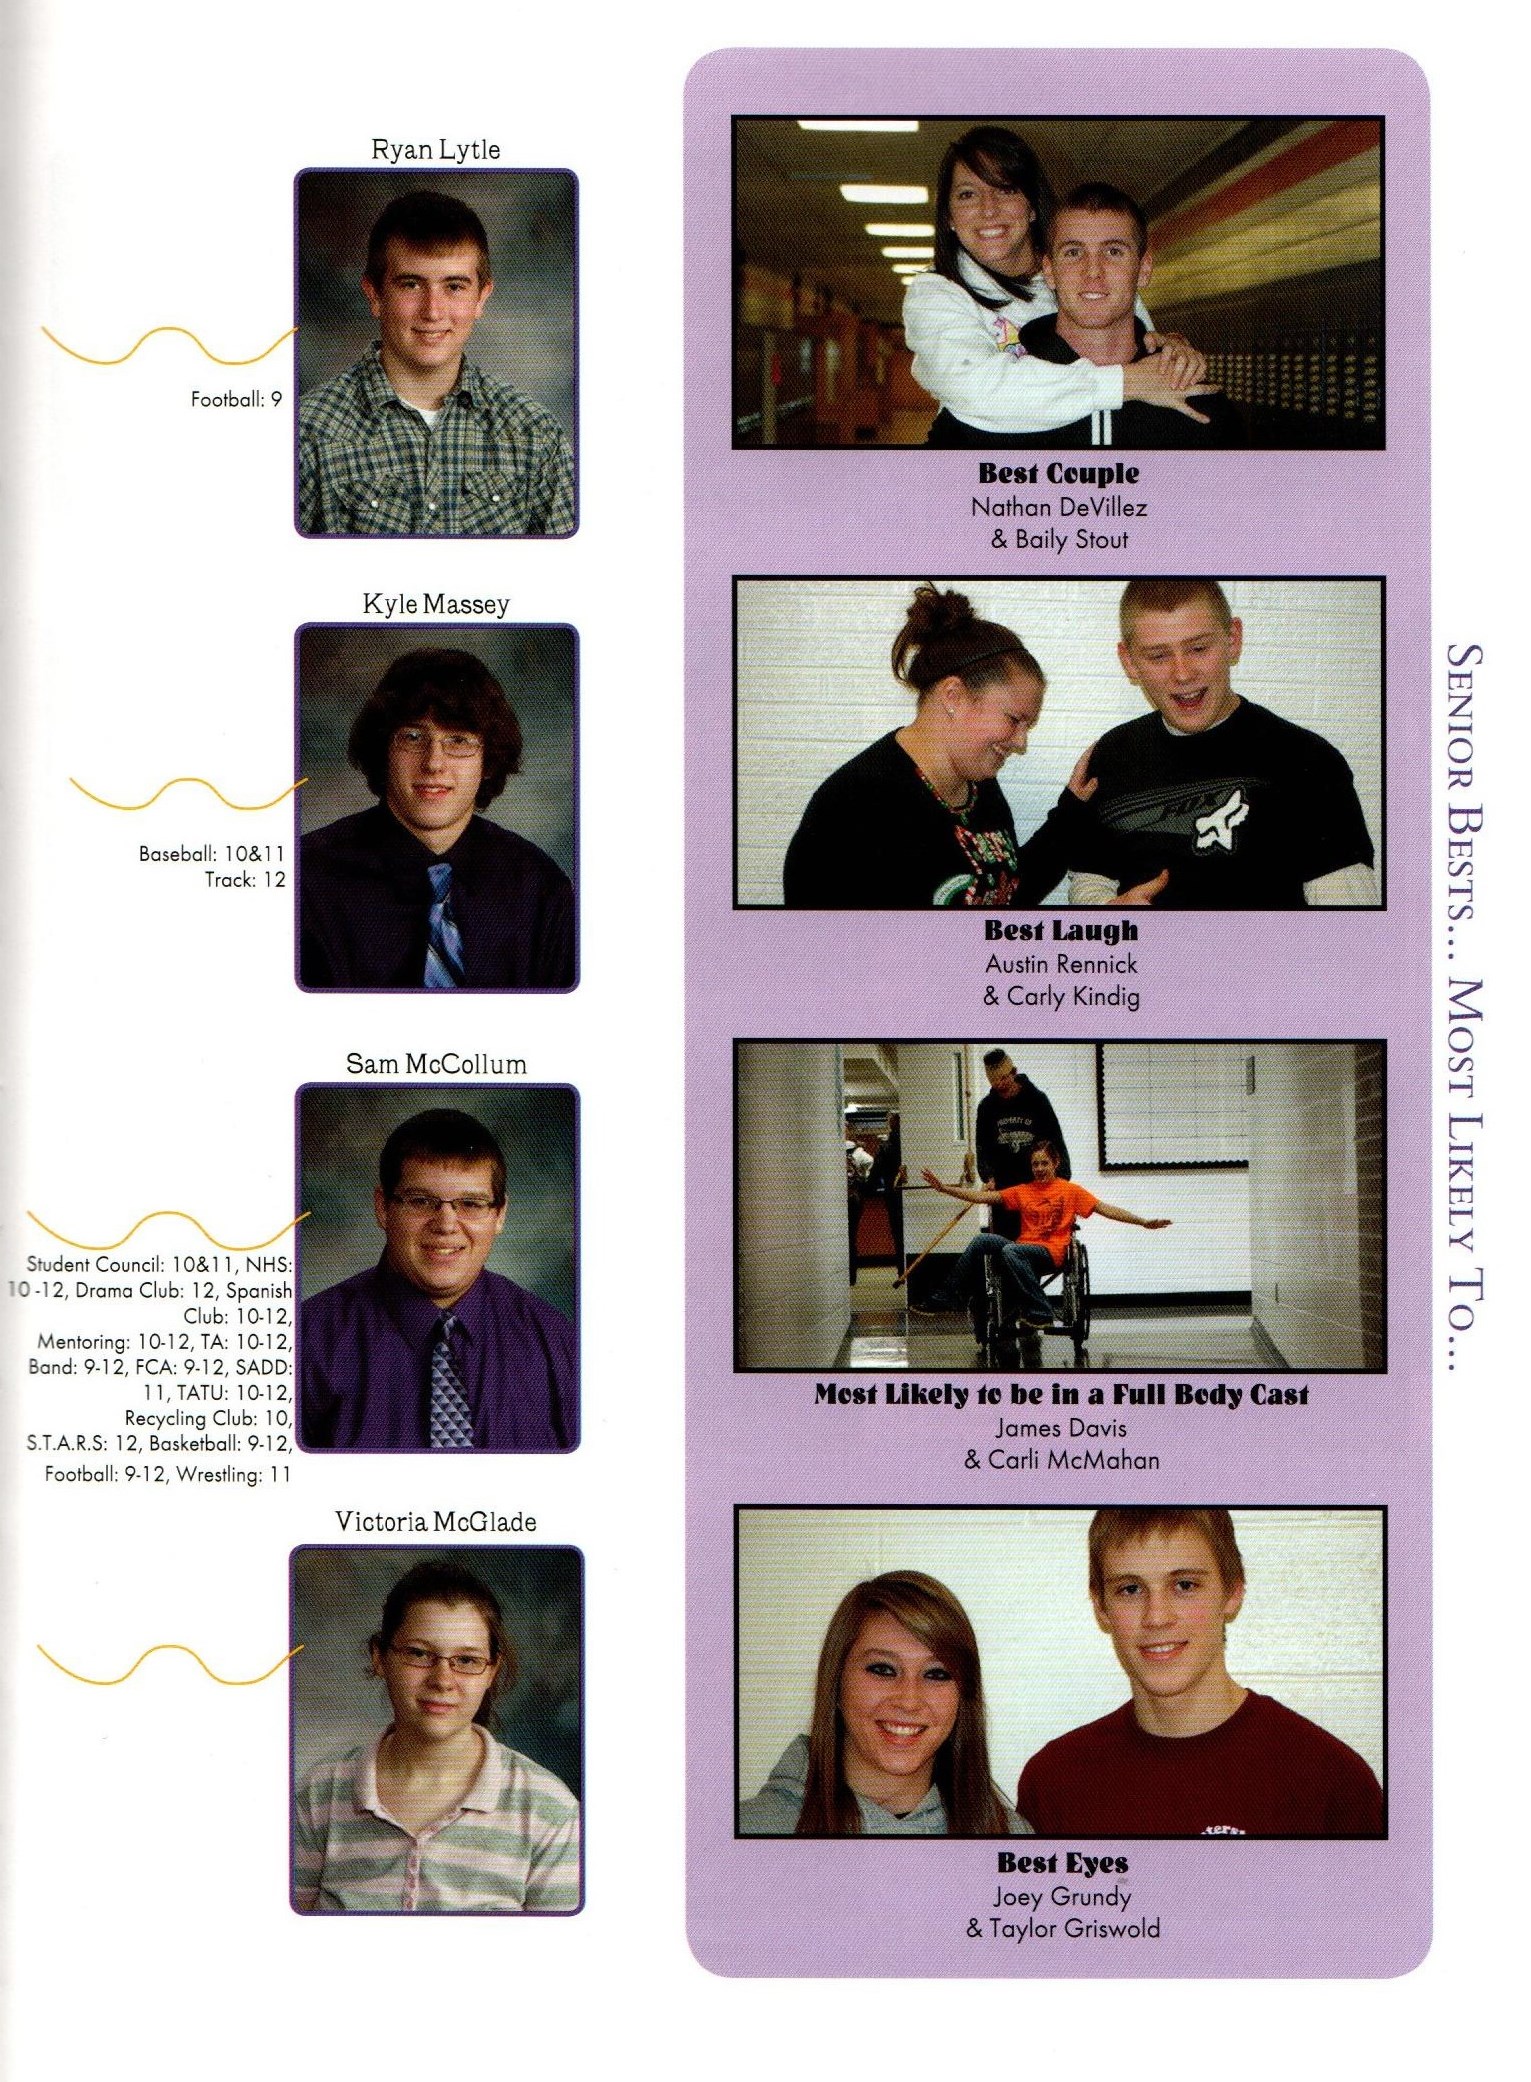 Ryan Lytle
Football: 9
Kyle Massey
Baseball: 10&11
Track: 12
Sam McCollum
Student Council: 10&11, NHS:
10 -12, Drama Club: 12, Spanish
Club: 10-12,
Mentoring: 10-12, TA: 10-12,
Band: 9-12, FCA: 9-12, SADD:
11, TATU: 10-12,
Recycling Club: 10,
S.T.A.R.S: 12, Basketball: 9-12,
Football: 9-12, Wrestling: 11
Victoria McGlade
Best Couple
Nathan DeVillez
& Baily Stout
FOX
Best Laugh
Austin Rennick
& Carly Kindig
PROPERTY OF
Most Likely to be in a Full Body Cast
James Davis
& Carli McMahan
Best Eyes
Joey Grundy
& Taylor Griswold
Senior Bests... Most Likely To...